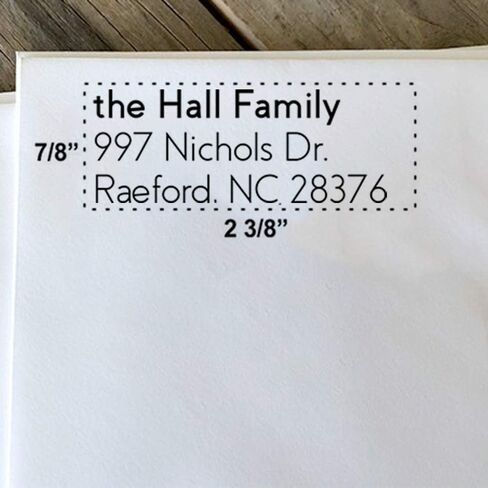 the Hall Family
7/8”
997 Nichols Dr.
Raeford. NC 28376
2 3/8”